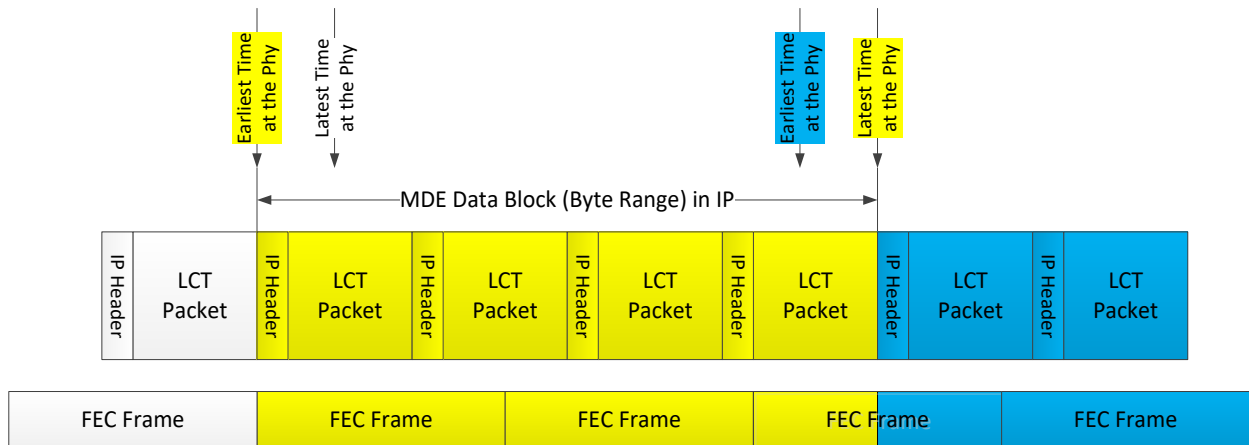 Earliest Time
at the Phy
Latest Time
at the Phy
Earliest Time
at the Phy
Latest Time
at the Phy
MDE Data Block (Byte Range) in IP
IP Header
LCT
Packet
IP Header
LCT
Packet
IP Header
LCT
Packet
IP Header
LCT
Packet
IP Header
LCT
Packet
IP Header
LCT
Packet
IP Header
LCT
Packet
FEC Frame
FEC Frame
FEC Frame
FEC Frame
FEC Frame